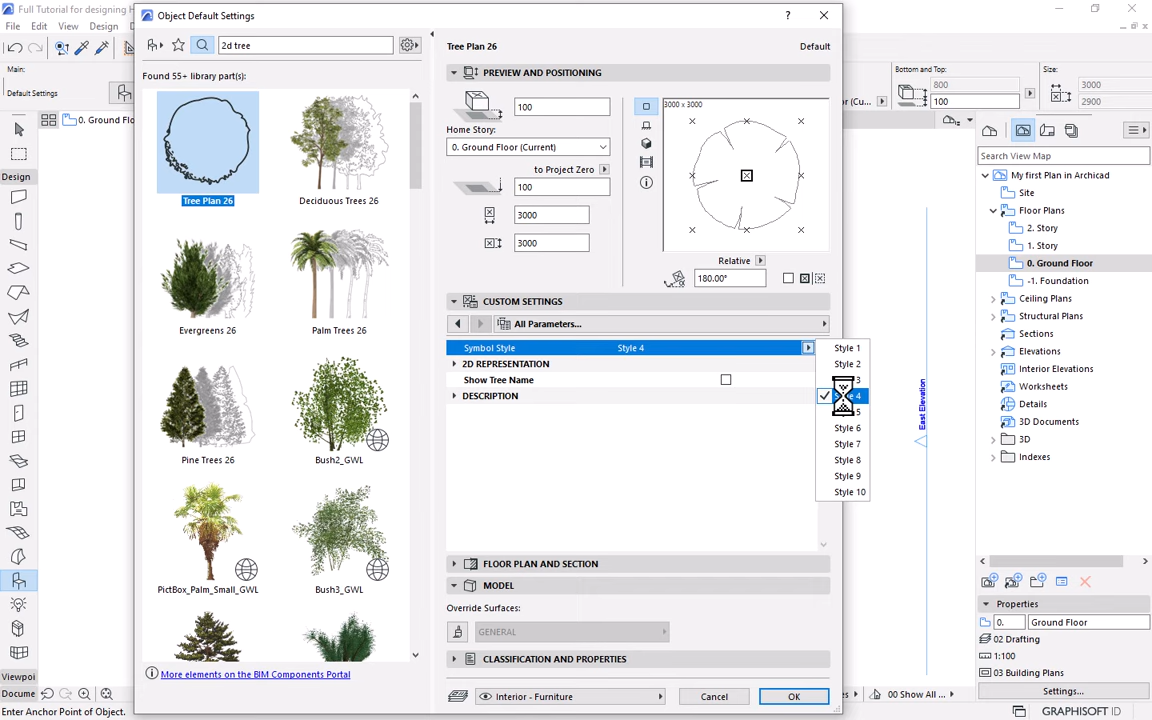 Full Tutorial for designing H
Object Default Settings
?
File
Edit
View
Design
2d tree
Tree Plan 26
Default
Main:
Default Settings
Found 55+ library part(s):
PREVIEW AND POSITIONING
100
Home Story:
0. Ground Floor (Current)
to Project Zero
100
3000
3000
3000 x 3000
Relative
180.00°
Bottom and Top:
800
100
Size:
3000
2900
0. Ground Flo
Tree Plan 26
Deciduous Trees 26
Evergreens 26
Palm Trees 26
Pine Trees 26
Bush2_GWL
PictBox_Palm_Small_GWL
Bush3_GWL
More elements on the BIM Components Portal
CUSTOM SETTINGS
All Parameters...
Symbol Style
Style 4
2D REPRESENTATION
Show Tree Name
DESCRIPTION
Style 1
Style 2
3
4
5
Style 6
Style 7
Style 8
Style 9
Style 10
FLOOR PLAN AND SECTION
MODEL
Override Surfaces:
GENERAL
CLASSIFICATION AND PROPERTIES
Interior - Furniture
Cancel
OK
Design
Viewpoi
Docume
Enter Anchor Point of Object.
East Elevation
00 Show All ...
Search View Map
My first Plan in Archicad
Site
Floor Plans
2. Story
1. Story
0. Ground Floor
-1. Foundation
Ceiling Plans
Structural Plans
Sections
Elevations
Interior Elevations
Worksheets
Details
3D Documents
3D
Indexes
Properties
0.
Ground Floor
02 Drafting
1:100
03 Building Plans
Settings...
GRAPHISOFT ID